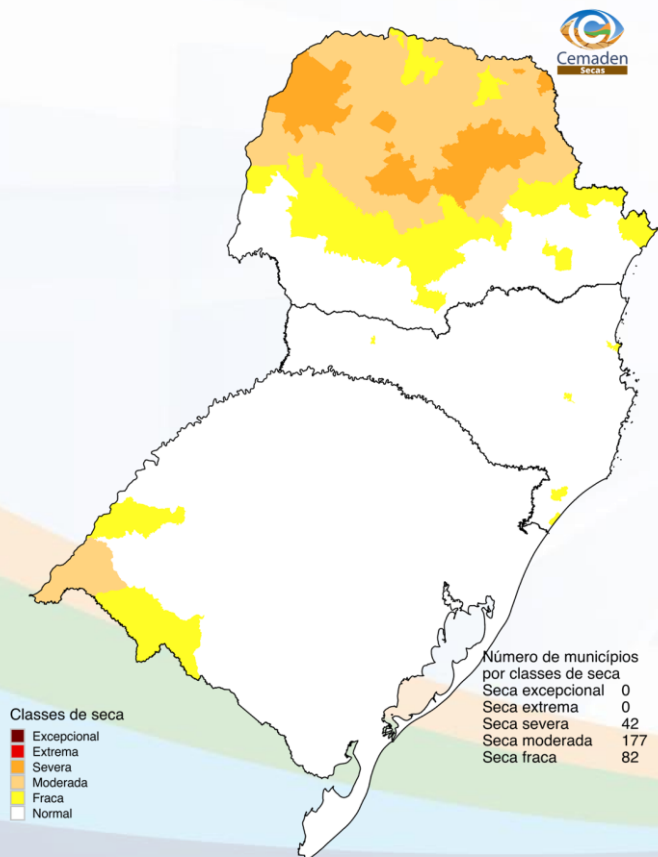 Cemaden
Secas
Número de municípios
por classes de seca
Seca excepcional 0
Seca extrema 0
Seca severa 42
Seca moderada 177
Seca fraca 82
Classes de seca
Excepcional
Extrema
Severa
Moderada
Fraca
Normal